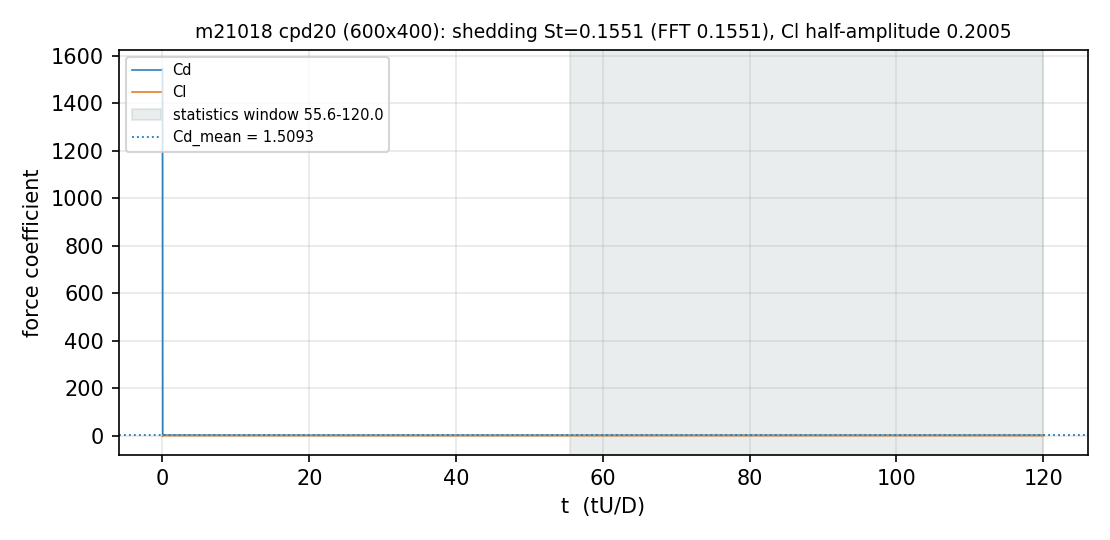 m21018 cpd20 (600x400): shedding St=0.1551 (FFT 0.1551), Cl half-amplitude 0.2005
1600
1400
1200
1000
800
600
400
200
0
force coefficient
Cd
Cl
statistics window 55.6-120.0
Cd_mean = 1.5093
0
20
40
60
80
100
120
t (tU/D)